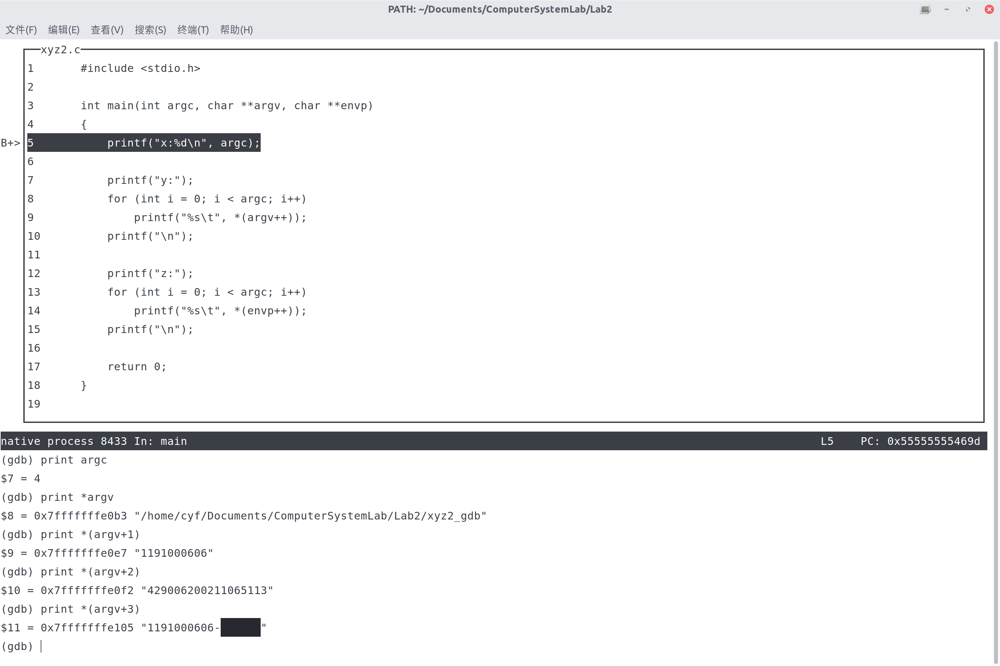 PATH: ~/Documents/ComputerSystemLab/Lab2
文件(F) 编辑(E) 查看(V) 搜索(S) 终端(T) 帮助(H)
xyz2.c
1 #include <stdio.h>
2
3 int main(int argc, char **argv, char **envp)
4 {
B+> 5 printf("x:%d\n", argc);
6
7 printf("y:");
8 for (int i = 0; i < argc; i++)
9 printf("%s\t", *(argv++));
10 printf("\n");
11
12 printf("z:");
13 for (int i = 0; i < argc; i++)
14 printf("%s\t", *(envp++));
15 printf("\n");
16
17 return 0;
18 }
19
native process 8433 In: main L5 PC: 0x55555555469d
(gdb) print argc
$7 = 4
(gdb) print *argv
$8 = 0x7fffffffe0b3 "/home/cyf/Documents/ComputerSystemLab/Lab2/xyz2_gdb"
(gdb) print *(argv+1)
$9 = 0x7fffffffe0e7 "1191000606"
(gdb) print *(argv+2)
$10 = 0x7fffffffe0f2 "429006200211065113"
(gdb) print *(argv+3)
$11 = 0x7fffffffe105 "1191000606-"
(gdb)